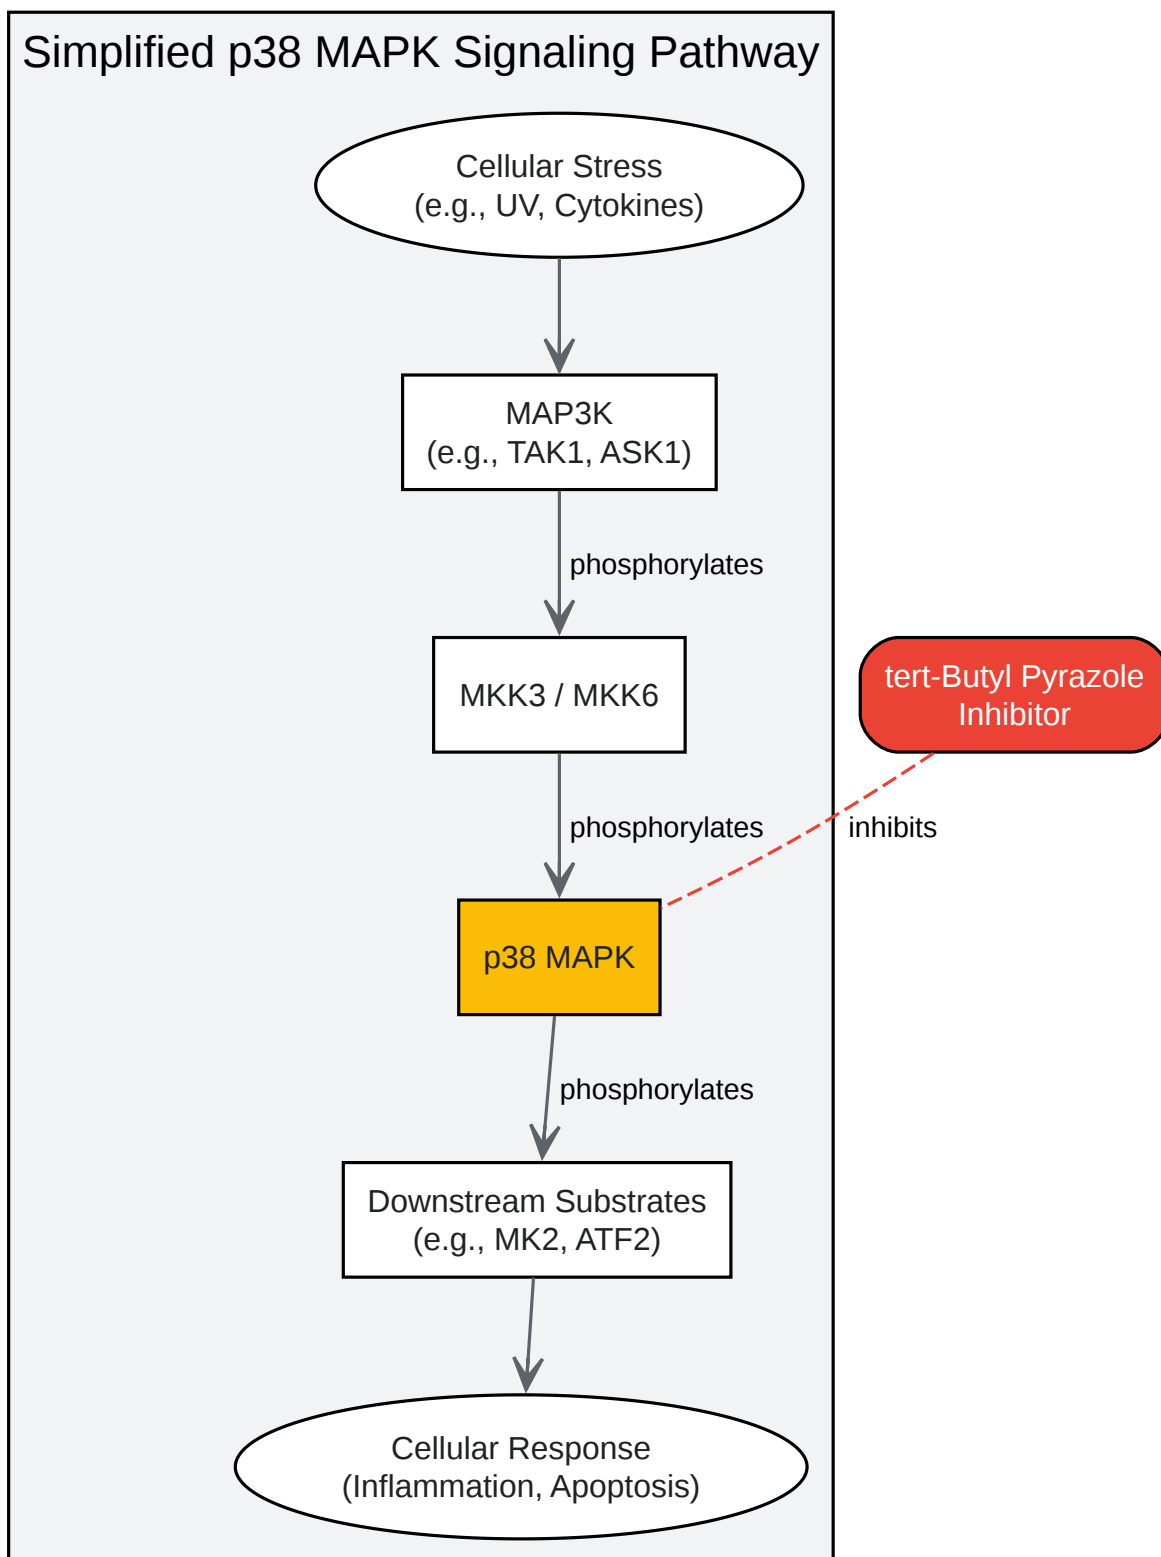 Simplified p38 MAPK Signaling Pathway
Cellular Stress
(e.g., UV, Cytokines)
MAP3K
(e.g., TAK1, ASK1)
phosphorylates
MKK3 / MKK6
tert-Butyl Pyrazole
Inhibitor
phosphorylates
inhibits
p38 MAPK
phosphorylates
Downstream Substrates
(e.g., MK2, ATF2)
Cellular Response
(Inflammation, Apoptosis)